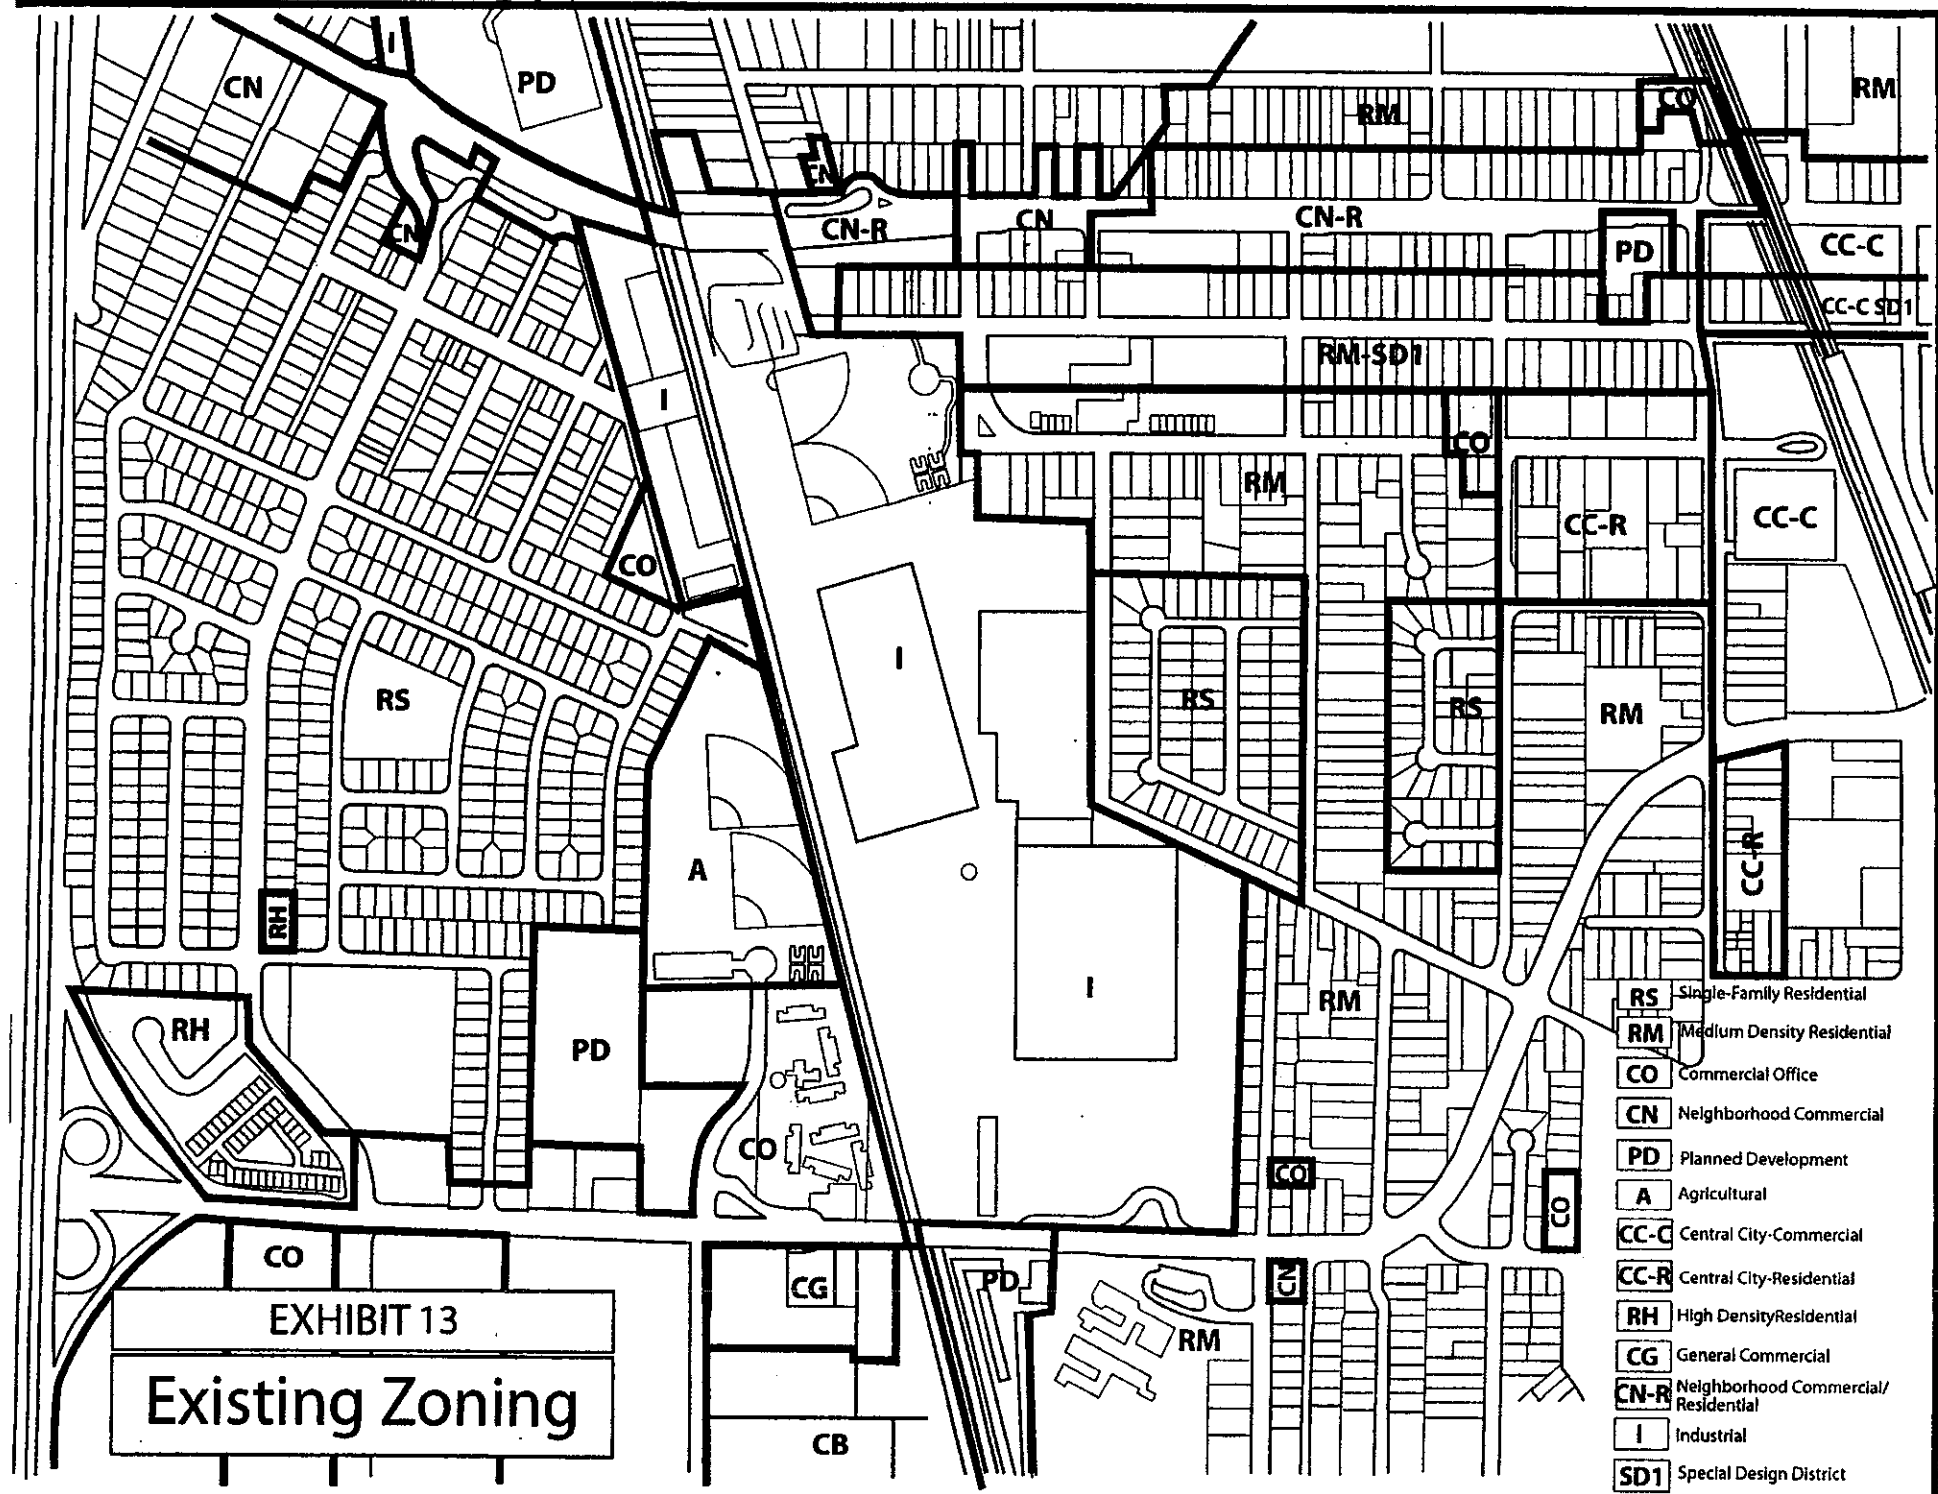 I
CN
PD
RM
CO
RM
CN
CN
CN-R
CN
CN-R
PD
CC-C
CC-C SD1
RM-SD1
I
CO
RM
CC-R
CC-C
CO
I
RS
RS
RS
RM
A
CC-R
RH
I
RM
RH
PD
CO
CO
CO
CO
CG
PD
CN
RM
CB
EXHIBIT 13
Existing Zoning
RS Single-Family Residential
RM Medium Density Residential
CO Commercial Office
CN Neighborhood Commercial
PD Planned Development
A Agricultural
CC-C Central City-Commercial
CC-R Central City-Residential
RH High DensityResidential
CG General Commercial
CN-R Neighborhood Commercial/
Residential
I Industrial
SD1 Special Design District